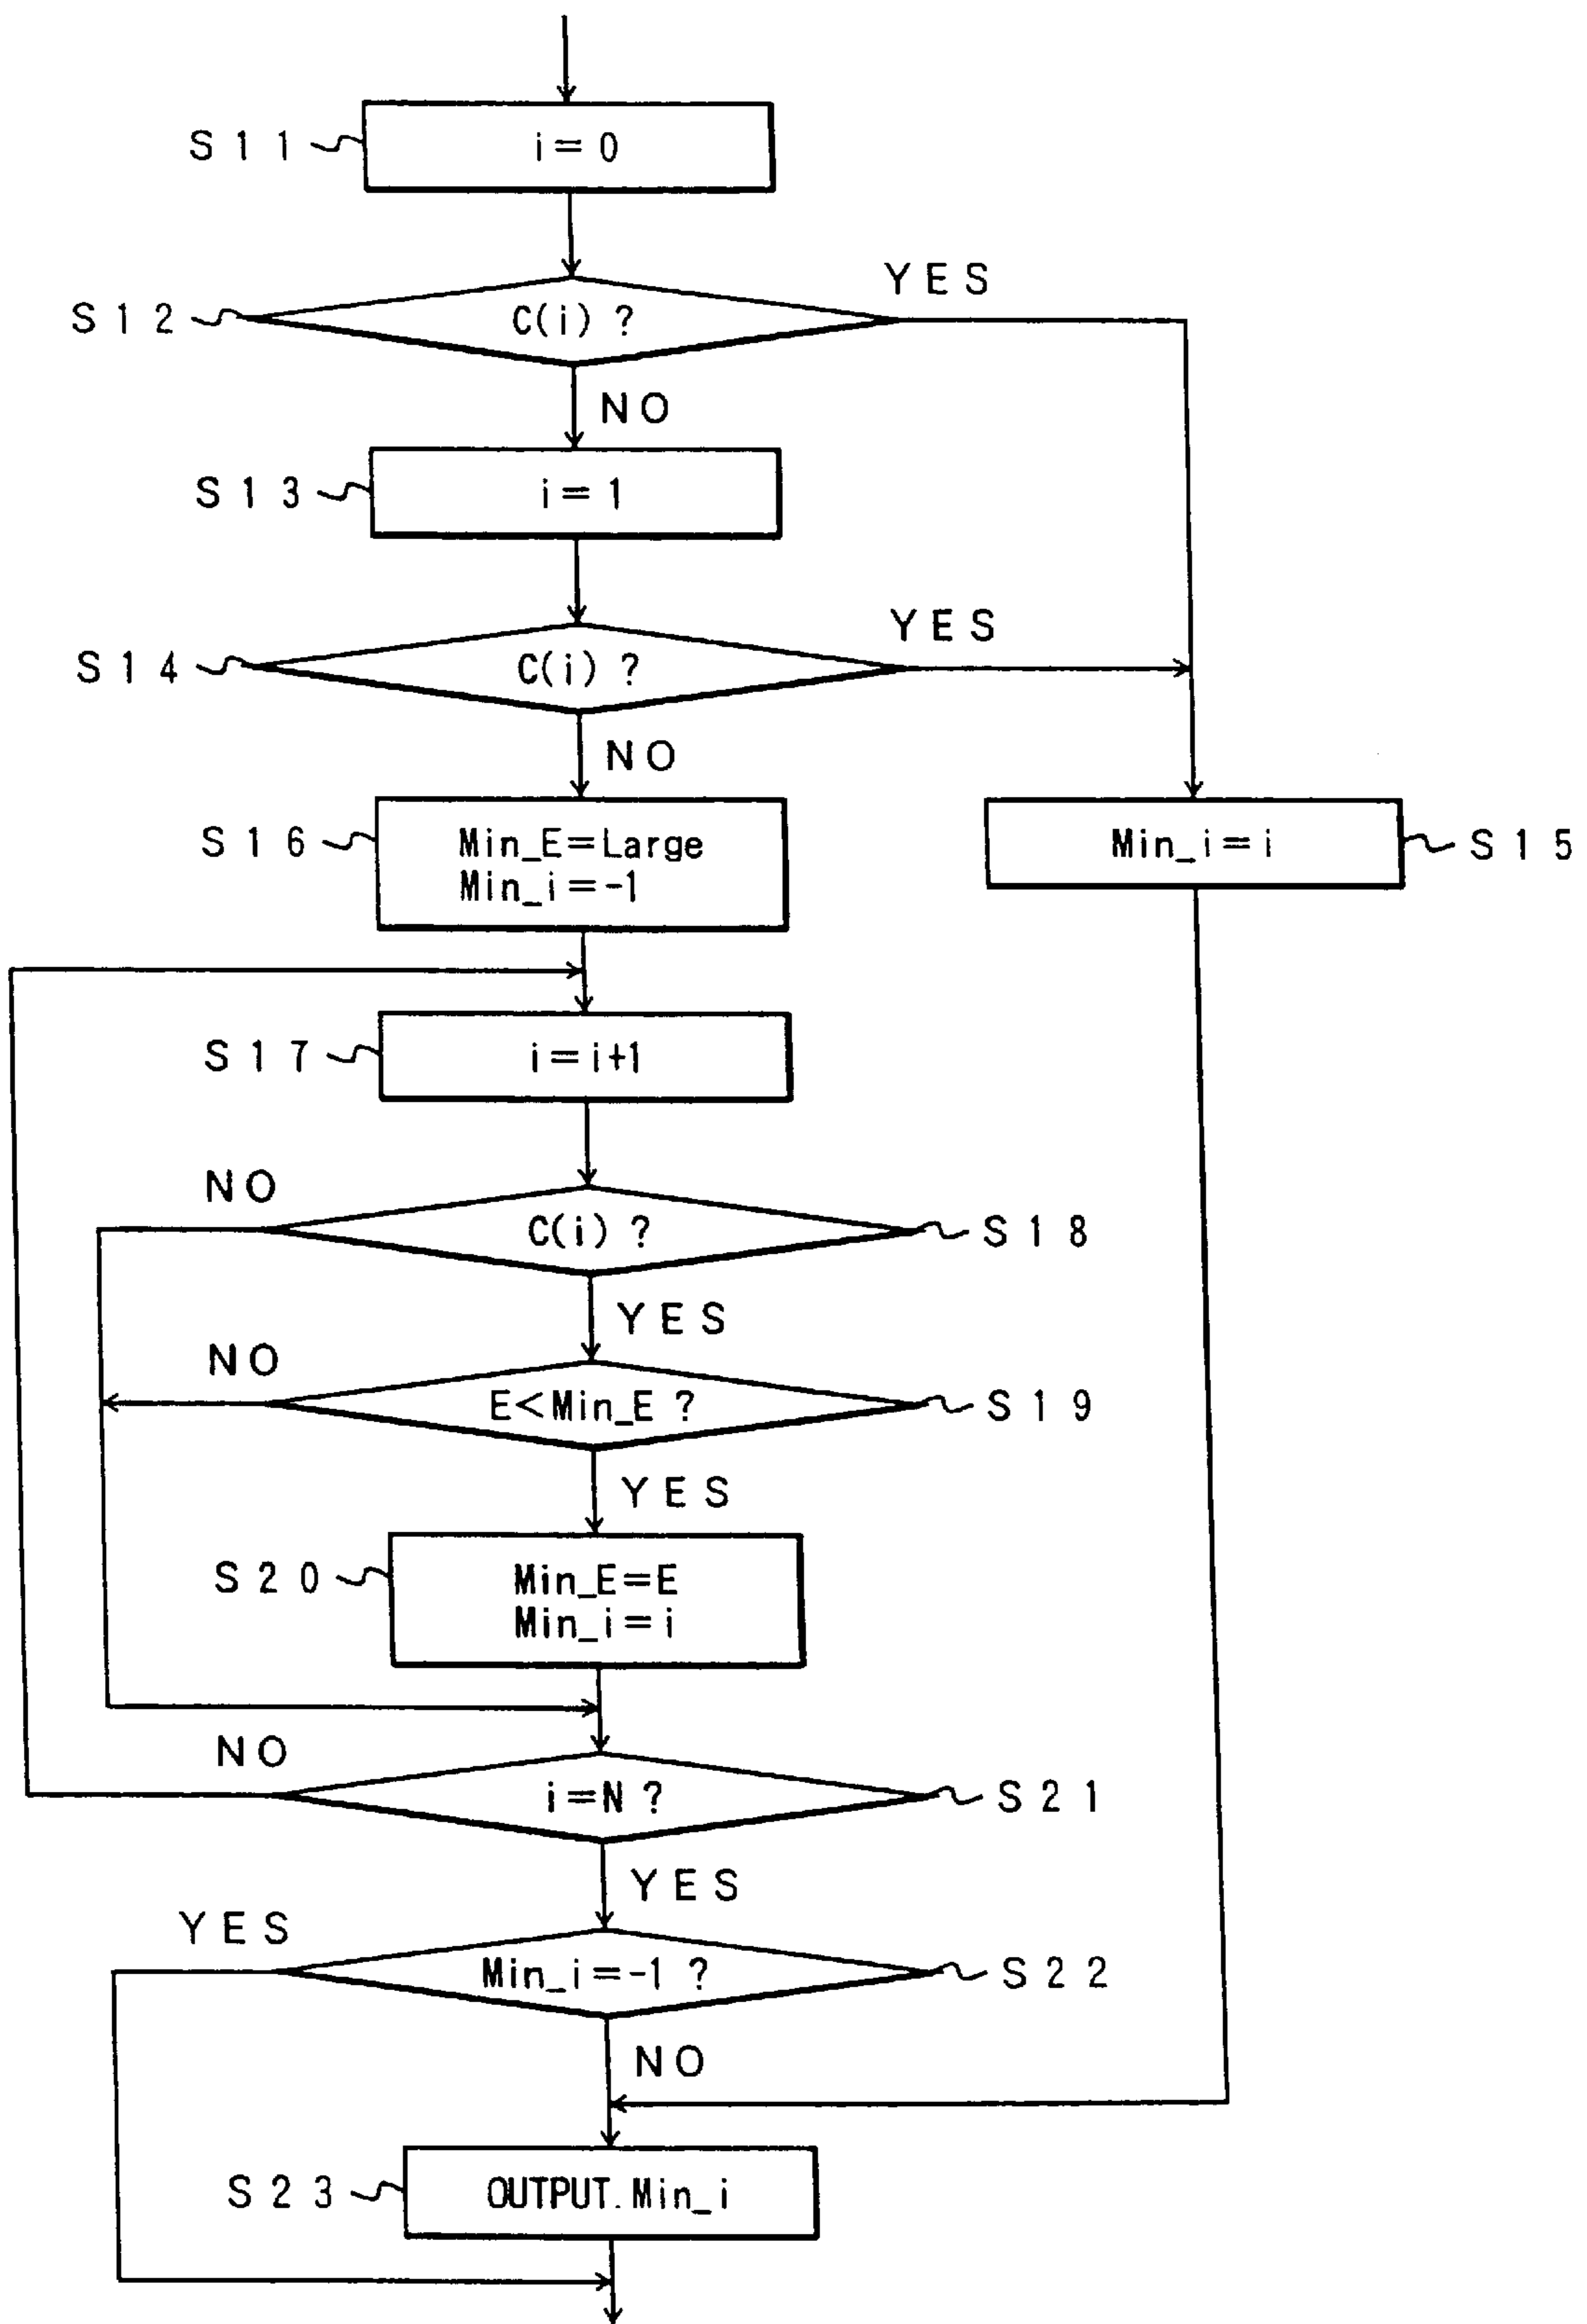 S11
i=0
YES
S12
C(i) ?
NO
S13
i=1
YES
S14
C(i) ?
NO
S16
Min_E=Large
Min_i=-1
Min_i=i
S15
S17
i=i+1
NO
C(i) ?
S18
YES
NO
E<Min_E ?
S19
YES
S20
Min_E=E
Min_i=i
NO
i=N ?
S21
YES
YES
Min_i=-1 ?
S22
NO
S23
OUTPUT. Min_i